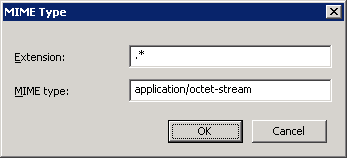 MIME Type
Extension:
.*
MIME type:
application/octet-stream
OK
Cancel